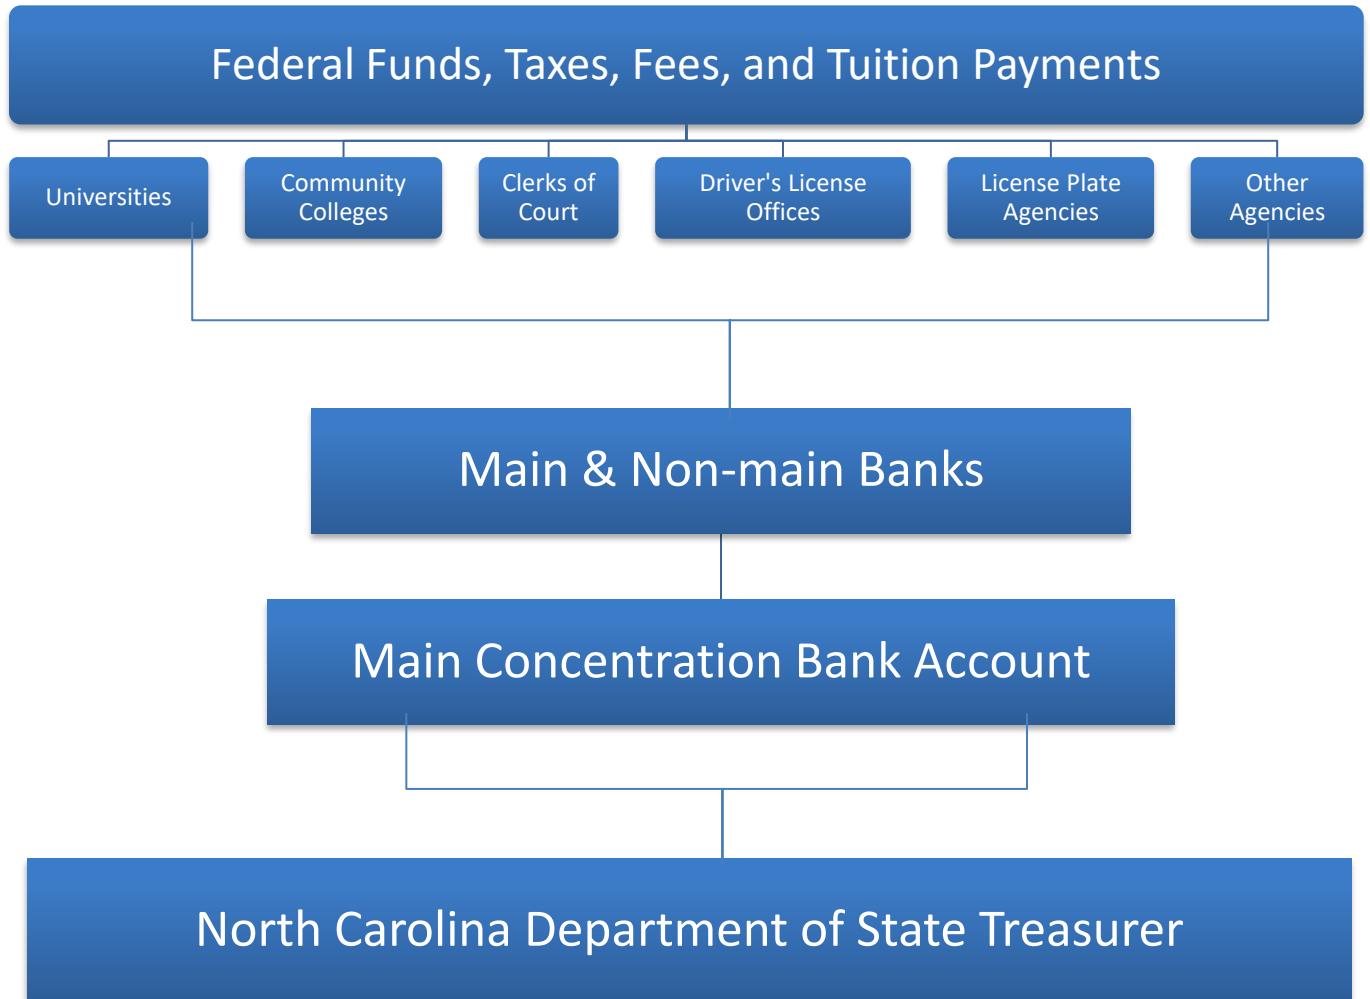 Federal Funds, Taxes, Fees, and Tuition Payments
Universities
Community
Colleges
Clerks of
Court
Driver's License
Offices
License Plate
Agencies
Other
Agencies
Main & Non-main Banks
Main Concentration Bank Account
North Carolina Department of State Treasurer